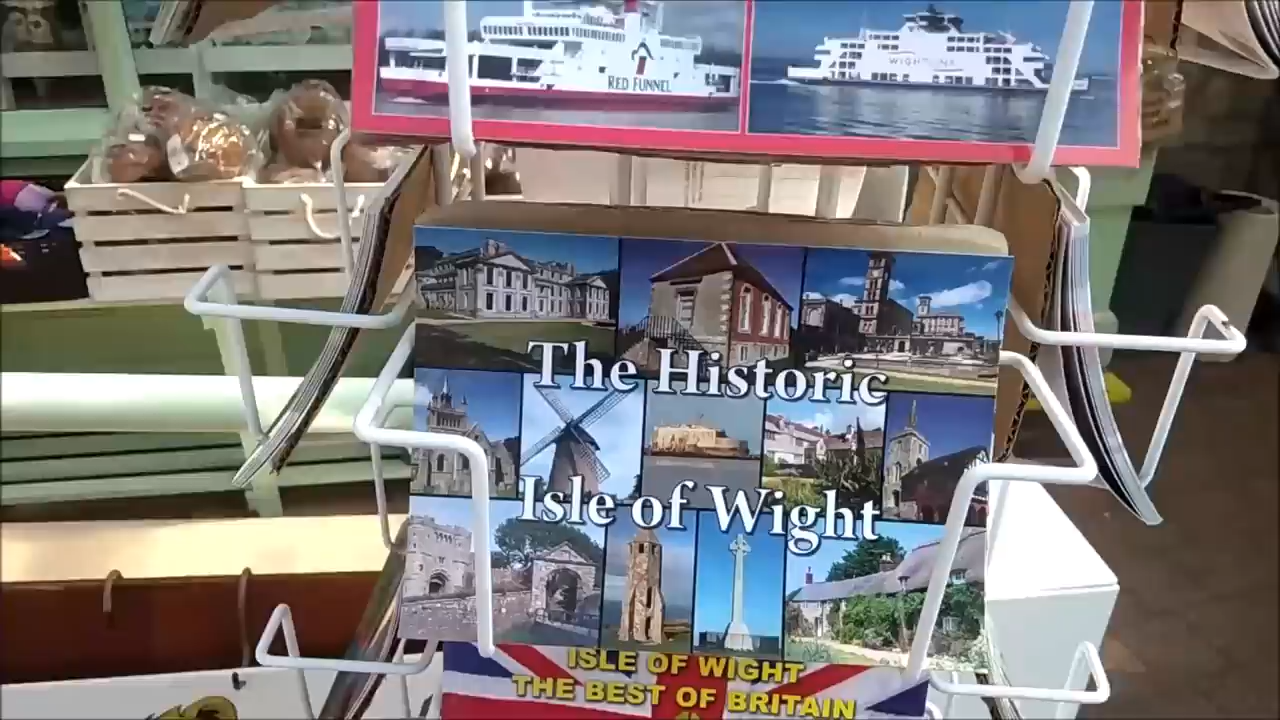 RED FUNNEL
WIGHTLINK
The Historic
Isle of Wight
ISLE OF WIGHT
THE BEST OF BRITAIN